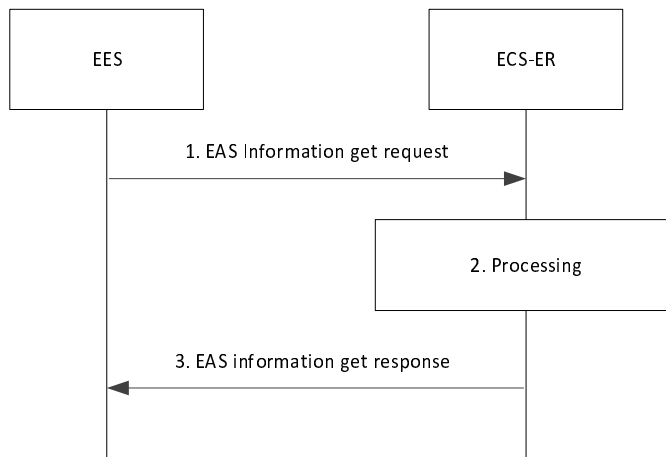 EES
ECS-ER
1. EAS Information get request
2. Processing
3. EAS information get response